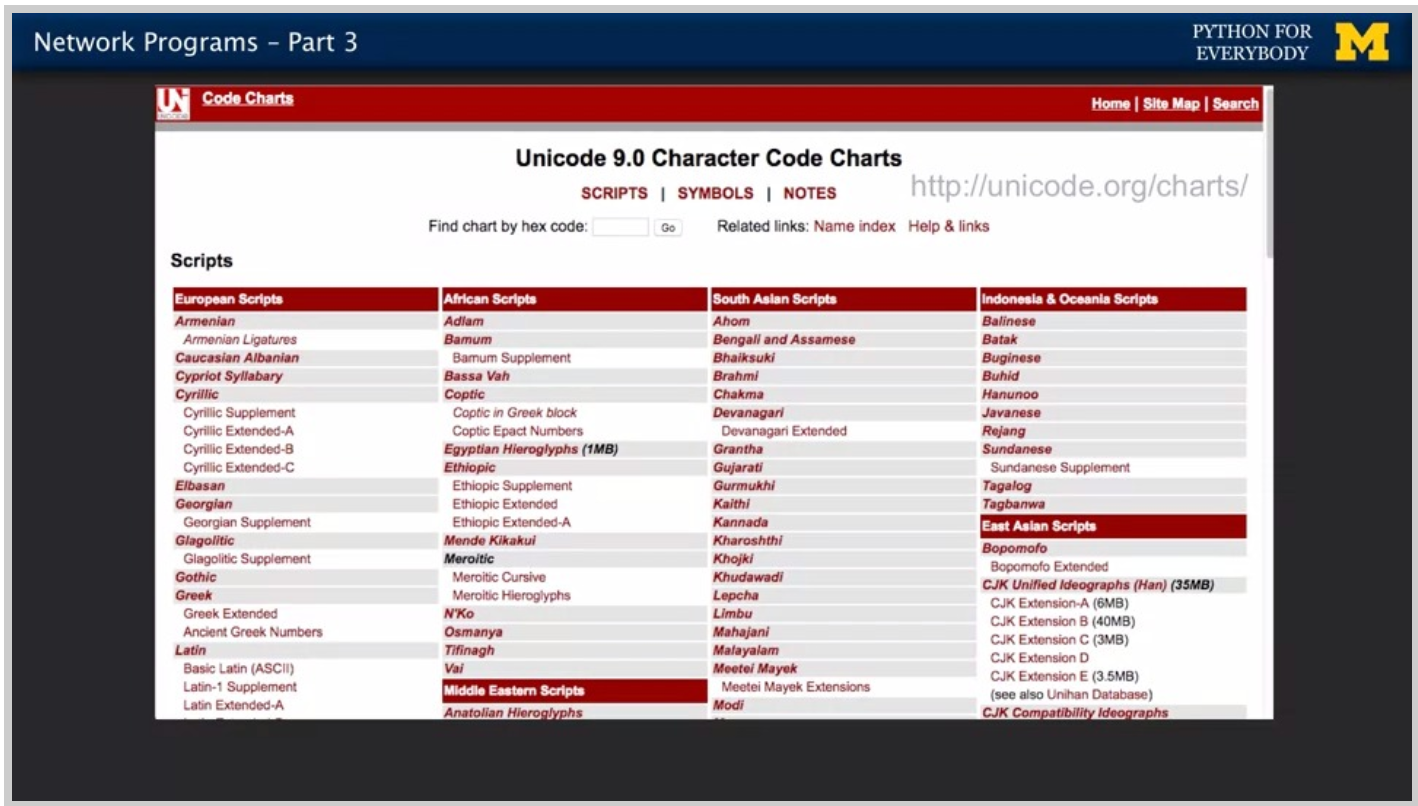 Network Programs – Part 3
PYTHON FOR
EVERYBODY
M
UN
UNICODE
Code Charts
Home | Site Map | Search
Unicode 9.0 Character Code Charts
SCRIPTS | SYMBOLS | NOTES
http://unicode.org/charts/
Find chart by hex code: Go Related links: Name index Help & links
Scripts
European Scripts
Armenian
Armenian Ligatures
Caucasian Albanian
Cypriot Syllabary
Cyrillic
Cyrillic Supplement
Cyrillic Extended-A
Cyrillic Extended-B
Cyrillic Extended-C
Elbasan
Georgian
Georgian Supplement
Glagolitic
Glagolitic Supplement
Gothic
Greek
Greek Extended
Ancient Greek Numbers
Latin
Basic Latin (ASCII)
Latin-1 Supplement
Latin Extended-A
African Scripts
Adlam
Bamum
Bamum Supplement
Bassa Vah
Coptic
Coptic in Greek block
Coptic Epact Numbers
Egyptian Hieroglyphs (1MB)
Ethiopic
Ethiopic Supplement
Ethiopic Extended
Ethiopic Extended-A
Mende Kikakui
Meroitic
Meroitic Cursive
Meroitic Hieroglyphs
N'Ko
Osmanya
Tifinagh
Vai
Middle Eastern Scripts
Anatolian Hieroglyphs
South Asian Scripts
Ahom
Bengali and Assamese
Bhaiksuki
Brahmi
Chakma
Devanagari
Devanagari Extended
Grantha
Gujarati
Gurmukhi
Kaithi
Kannada
Kharoshthi
Khojki
Khudawadi
Lepcha
Limbu
Mahajani
Malayalam
Meetei Mayek
Meetei Mayek Extensions
Modi
Indonesia & Oceania Scripts
Balinese
Batak
Buginese
Buhid
Hanunoo
Javanese
Rejang
Sundanese
Sundanese Supplement
Tagalog
Tagbanwa
East Asian Scripts
Bopomofo
Bopomofo Extended
CJK Unified Ideographs (Han) (35MB)
CJK Extension-A (6MB)
CJK Extension B (40MB)
CJK Extension C (3MB)
CJK Extension D
CJK Extension E (3.5MB)
(see also Unihan Database)
CJK Compatibility Ideographs